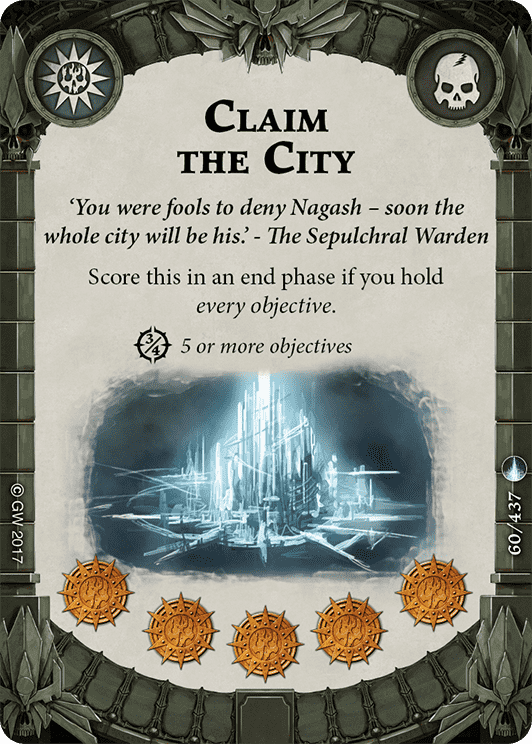 CLAIM
THE CITY
‘You were fools to deny Nagash – soon the
whole city will be his.’ - The Sepulchral Warden
Score this in an end phase if you hold
every objective.
3/4 5 or more objectives
© GW 2017
60/437